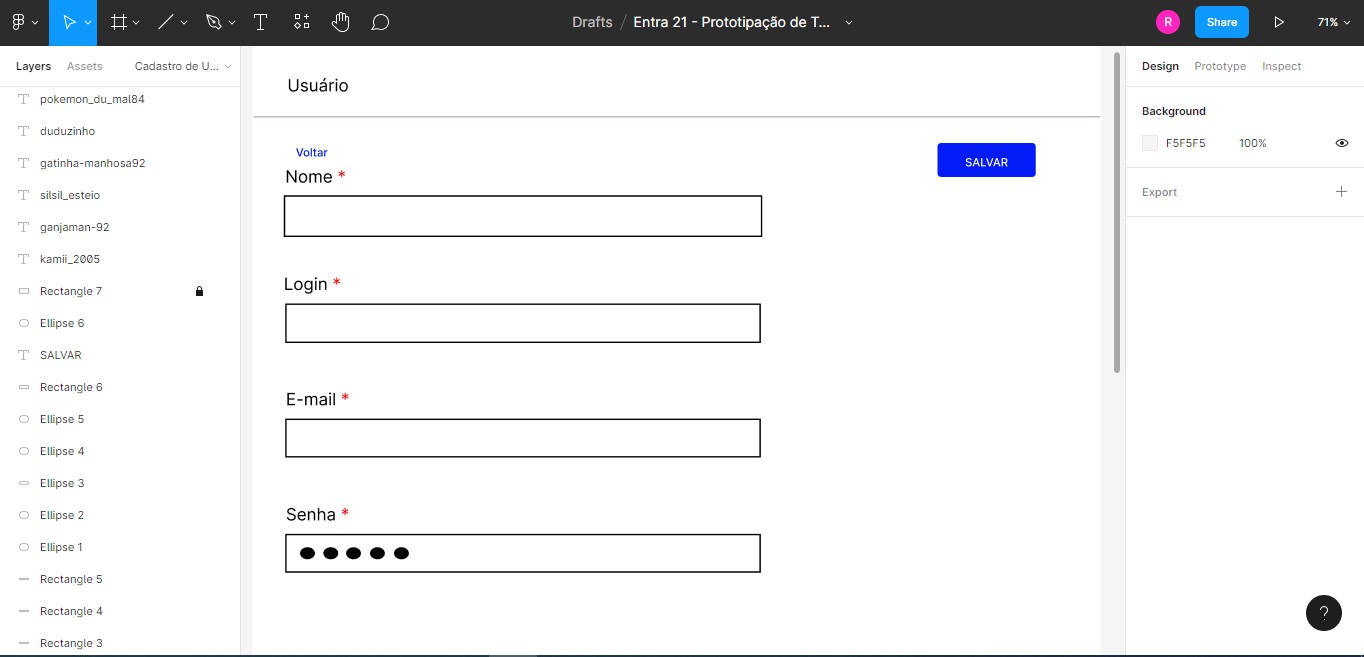 Drafts / Entra 21 - Prototipação de T...
R
Share
71%
Layers
Assets
Cadastro de U...
pokemon_du_mal84
duduzinho
gatinha-manhosa92
silsil_esteio
ganjaman-92
kamii_2005
Rectangle 7
Ellipse 6
SALVAR
Rectangle 6
Ellipse 5
Ellipse 4
Ellipse 3
Ellipse 2
Ellipse 1
Rectangle 5
Rectangle 4
Rectangle 3
Usuário
Voltar
SALVAR
Nome *
Login *
E-mail *
Senha *
Design
Prototype
Inspect
Background
F5F5F5
100%
Export
?